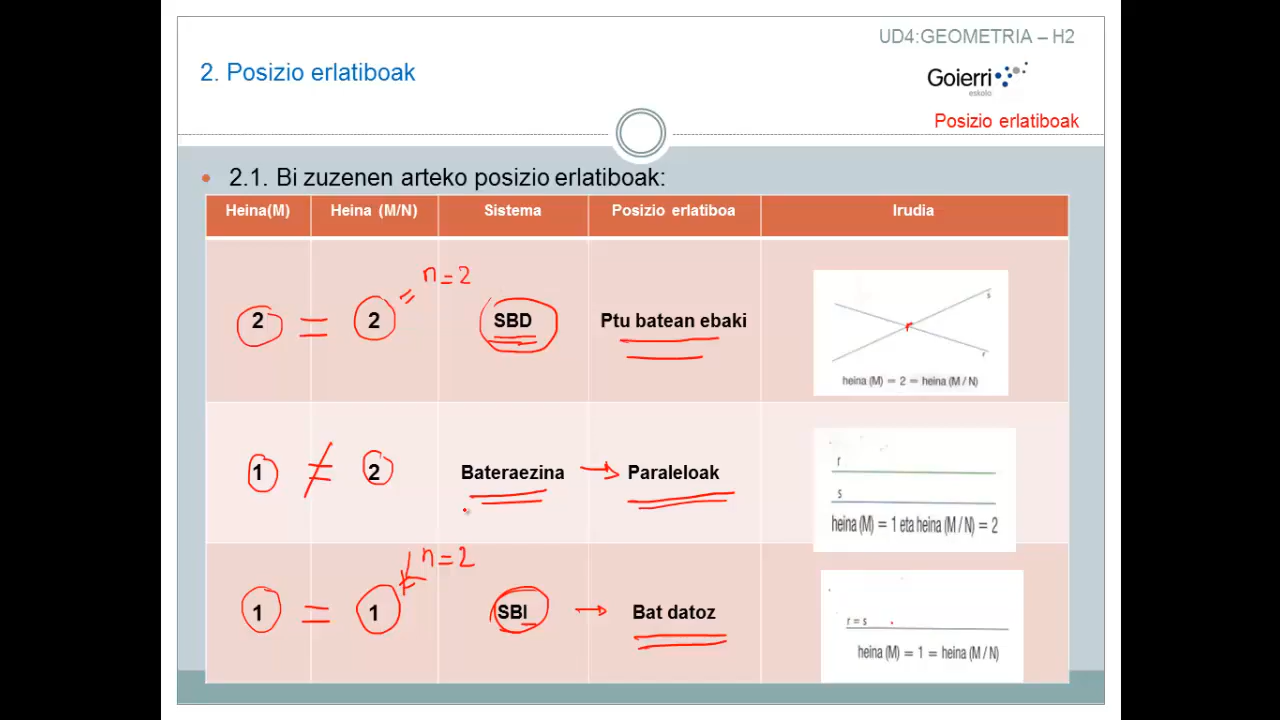 UD4:GEOMETRIA – H2
2. Posizio erlatiboak
Goierri
eskola
Posizio erlatiboak
• 2.1. Bi zuzenen arteko posizio erlatiboak:
Heina(M) Heina (M/N) Sistema Posizio erlatiboa Irudia
n = 2
2 = 2 = SBD Ptu batean ebaki
s
r
heina (M) = 2 = heina (M / N)
1 ≠ 2 Bateraezina → Paraleloak
r
s
heina (M) = 1 eta heina (M / N) = 2
n = 2
1 = 1 SBI → Bat datoz
r = s
heina (M) = 1 = heina (M / N)